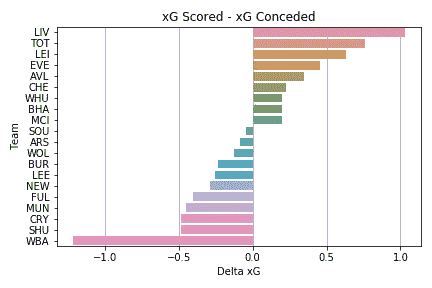 xG Scored - xG Conceded
LIV
TOT
LEI
EVE
AVL
CHE
WHU
BHA
MCI
SOU
ARS
WOL
BUR
LEE
NEW
FUL
MUN
CRY
SHU
WBA
Team
−1.0 −0.5 0.0 0.5 1.0
Delta xG